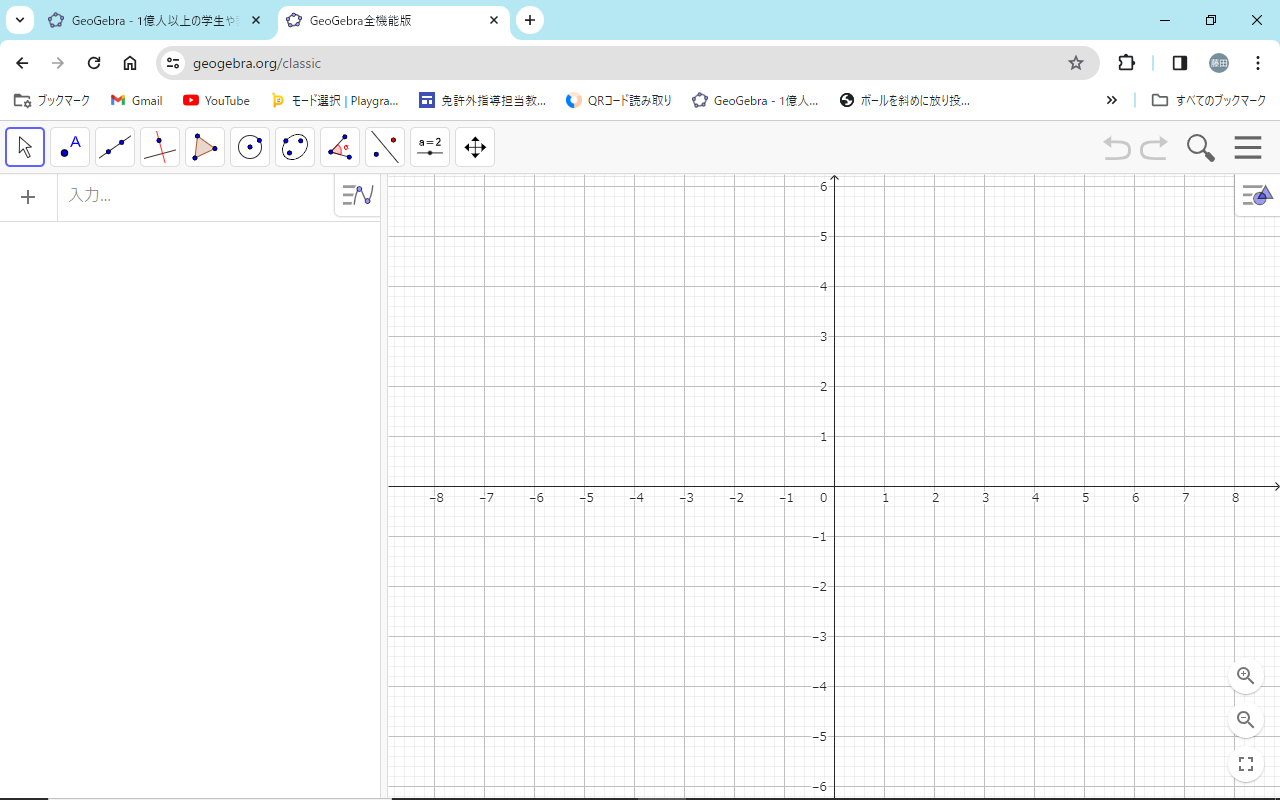 GeoGebra - 1億人以上の学生や
GeoGebra全機能版
geogebra.org/classic
藤田
ブックマーク
Gmail
YouTube
モード選択 | Playgra...
免許外指導担当教...
QRコード読み取り
GeoGebra - 1億人...
ボールを斜めに放り投...
すべてのブックマーク
A
α
a=2
入力...
6
5
4
3
2
1
-8 -7 -6 -5 -4 -3 -2 -1 0 1 2 3 4 5 6 7 8
-1
-2
-3
-4
-5
-6